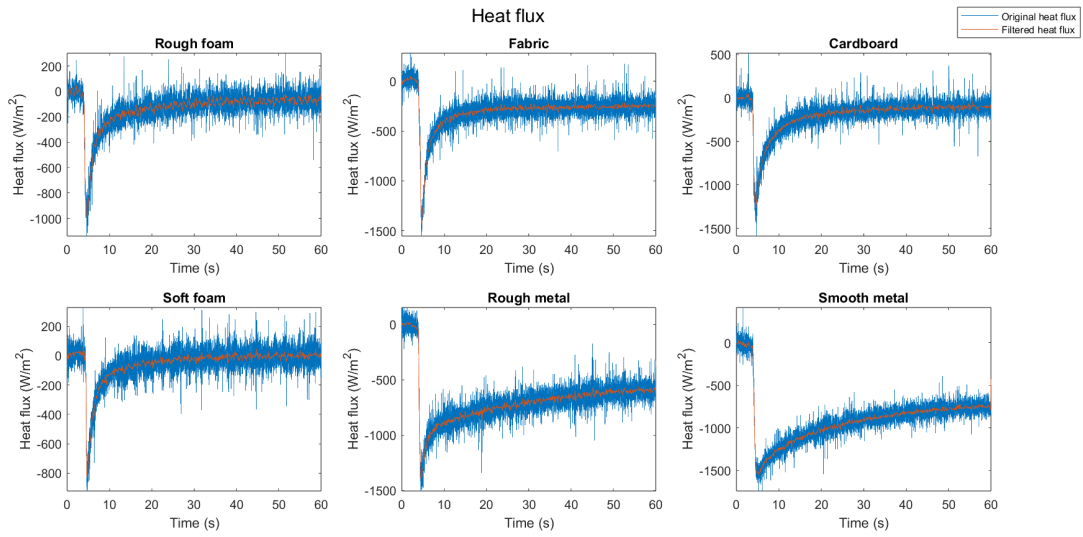 Heat flux
Original heat flux
Filtered heat flux
Rough foam
200
0
-200
-400
-600
-800
-1000
Heat flux (W/m²)
0 10 20 30 40 50 60
Time (s)
Fabric
0
-500
-1000
-1500
Heat flux (W/m²)
0 10 20 30 40 50 60
Time (s)
Cardboard
500
0
-500
-1000
-1500
Heat flux (W/m²)
0 10 20 30 40 50 60
Time (s)
Soft foam
200
0
-200
-400
-600
-800
Heat flux (W/m²)
0 10 20 30 40 50 60
Time (s)
Rough metal
0
-500
-1000
-1500
Heat flux (W/m²)
0 10 20 30 40 50 60
Time (s)
Smooth metal
0
-500
-1000
-1500
Heat flux (W/m²)
0 10 20 30 40 50 60
Time (s)